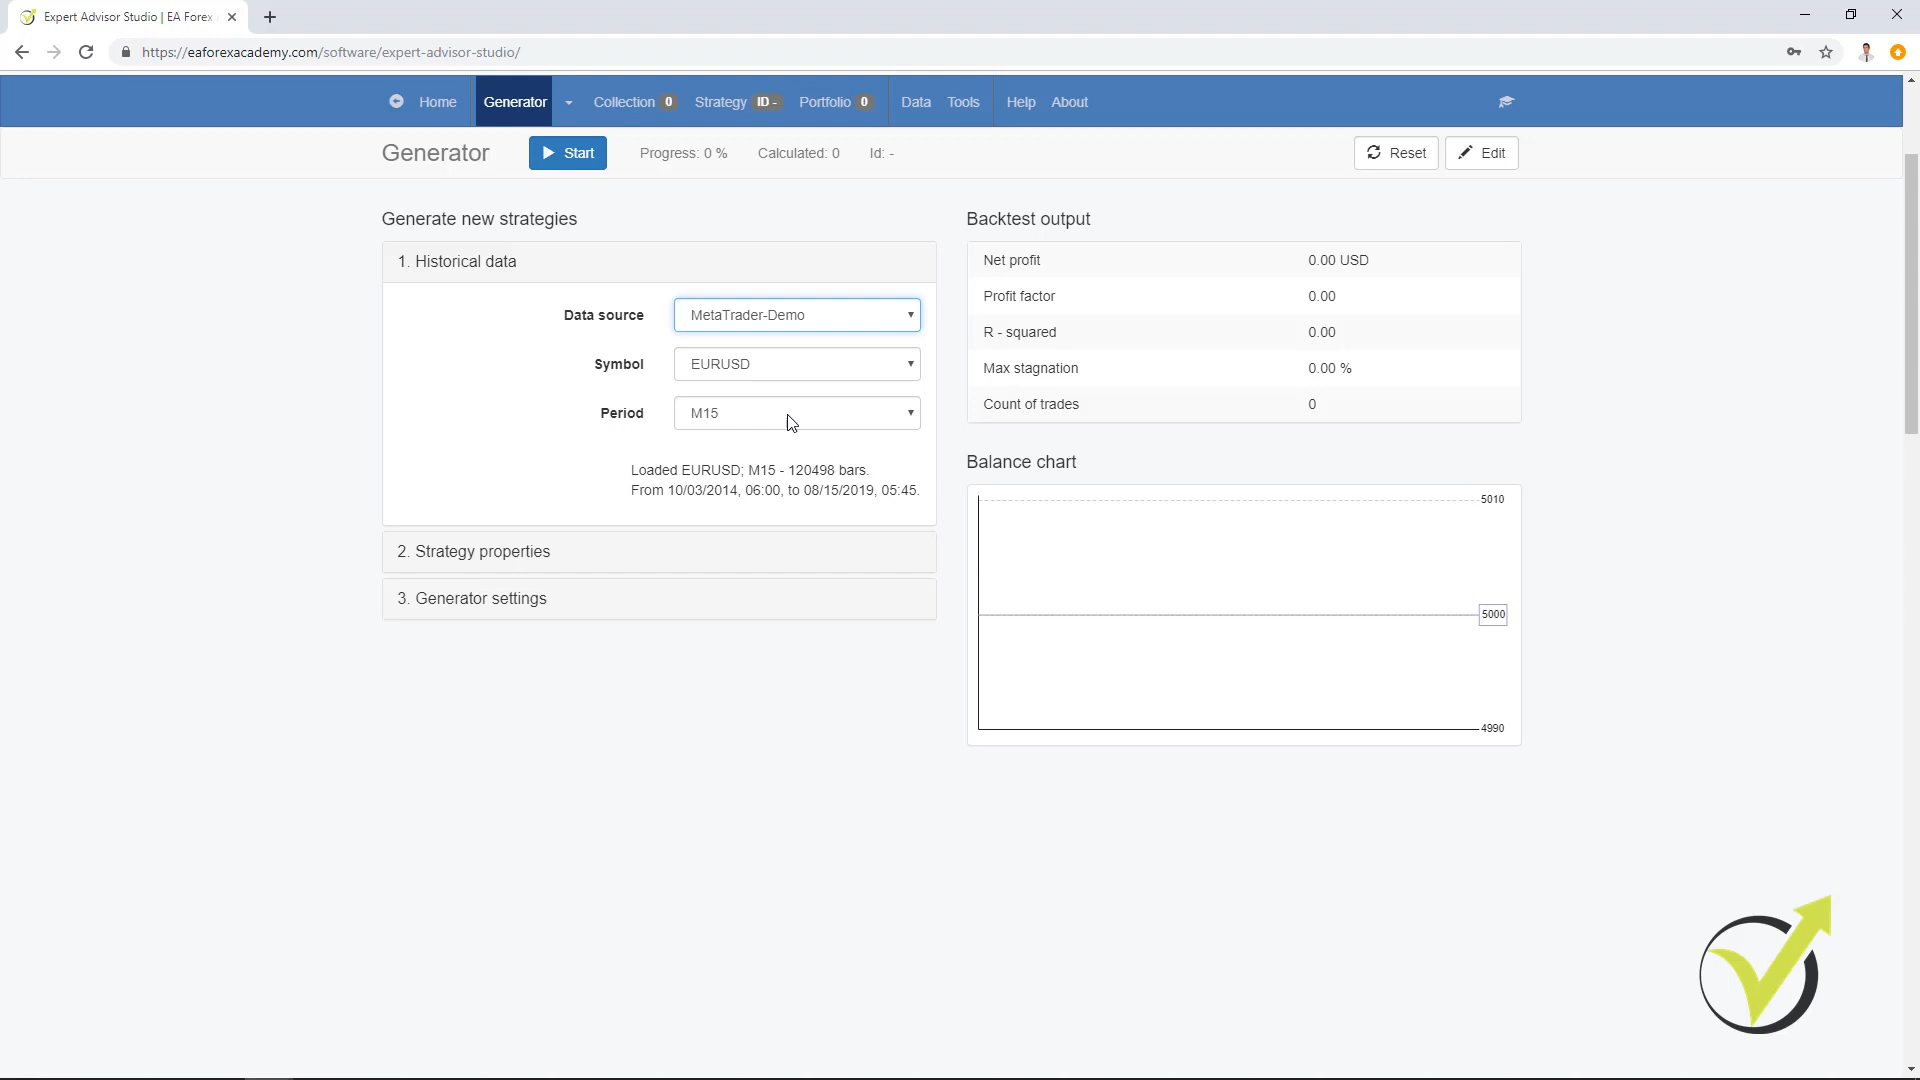 Expert Advisor Studio | EA Forex
https://eaforexacademy.com/software/expert-advisor-studio/
Home Generator Collection 0 Strategy ID - Portfolio 0 Data Tools Help About
Generator Start Progress: 0 % Calculated: 0 Id: - Reset Edit
Generate new strategies
1. Historical data
Data source MetaTrader-Demo
Symbol EURUSD
Period M15
Loaded EURUSD; M15 - 120498 bars.
From 10/03/2014, 06:00, to 08/15/2019, 05:45.
2. Strategy properties
3. Generator settings
Backtest output
Net profit 0.00 USD
Profit factor 0.00
R - squared 0.00
Max stagnation 0.00 %
Count of trades 0
Balance chart
5010
5000
4990